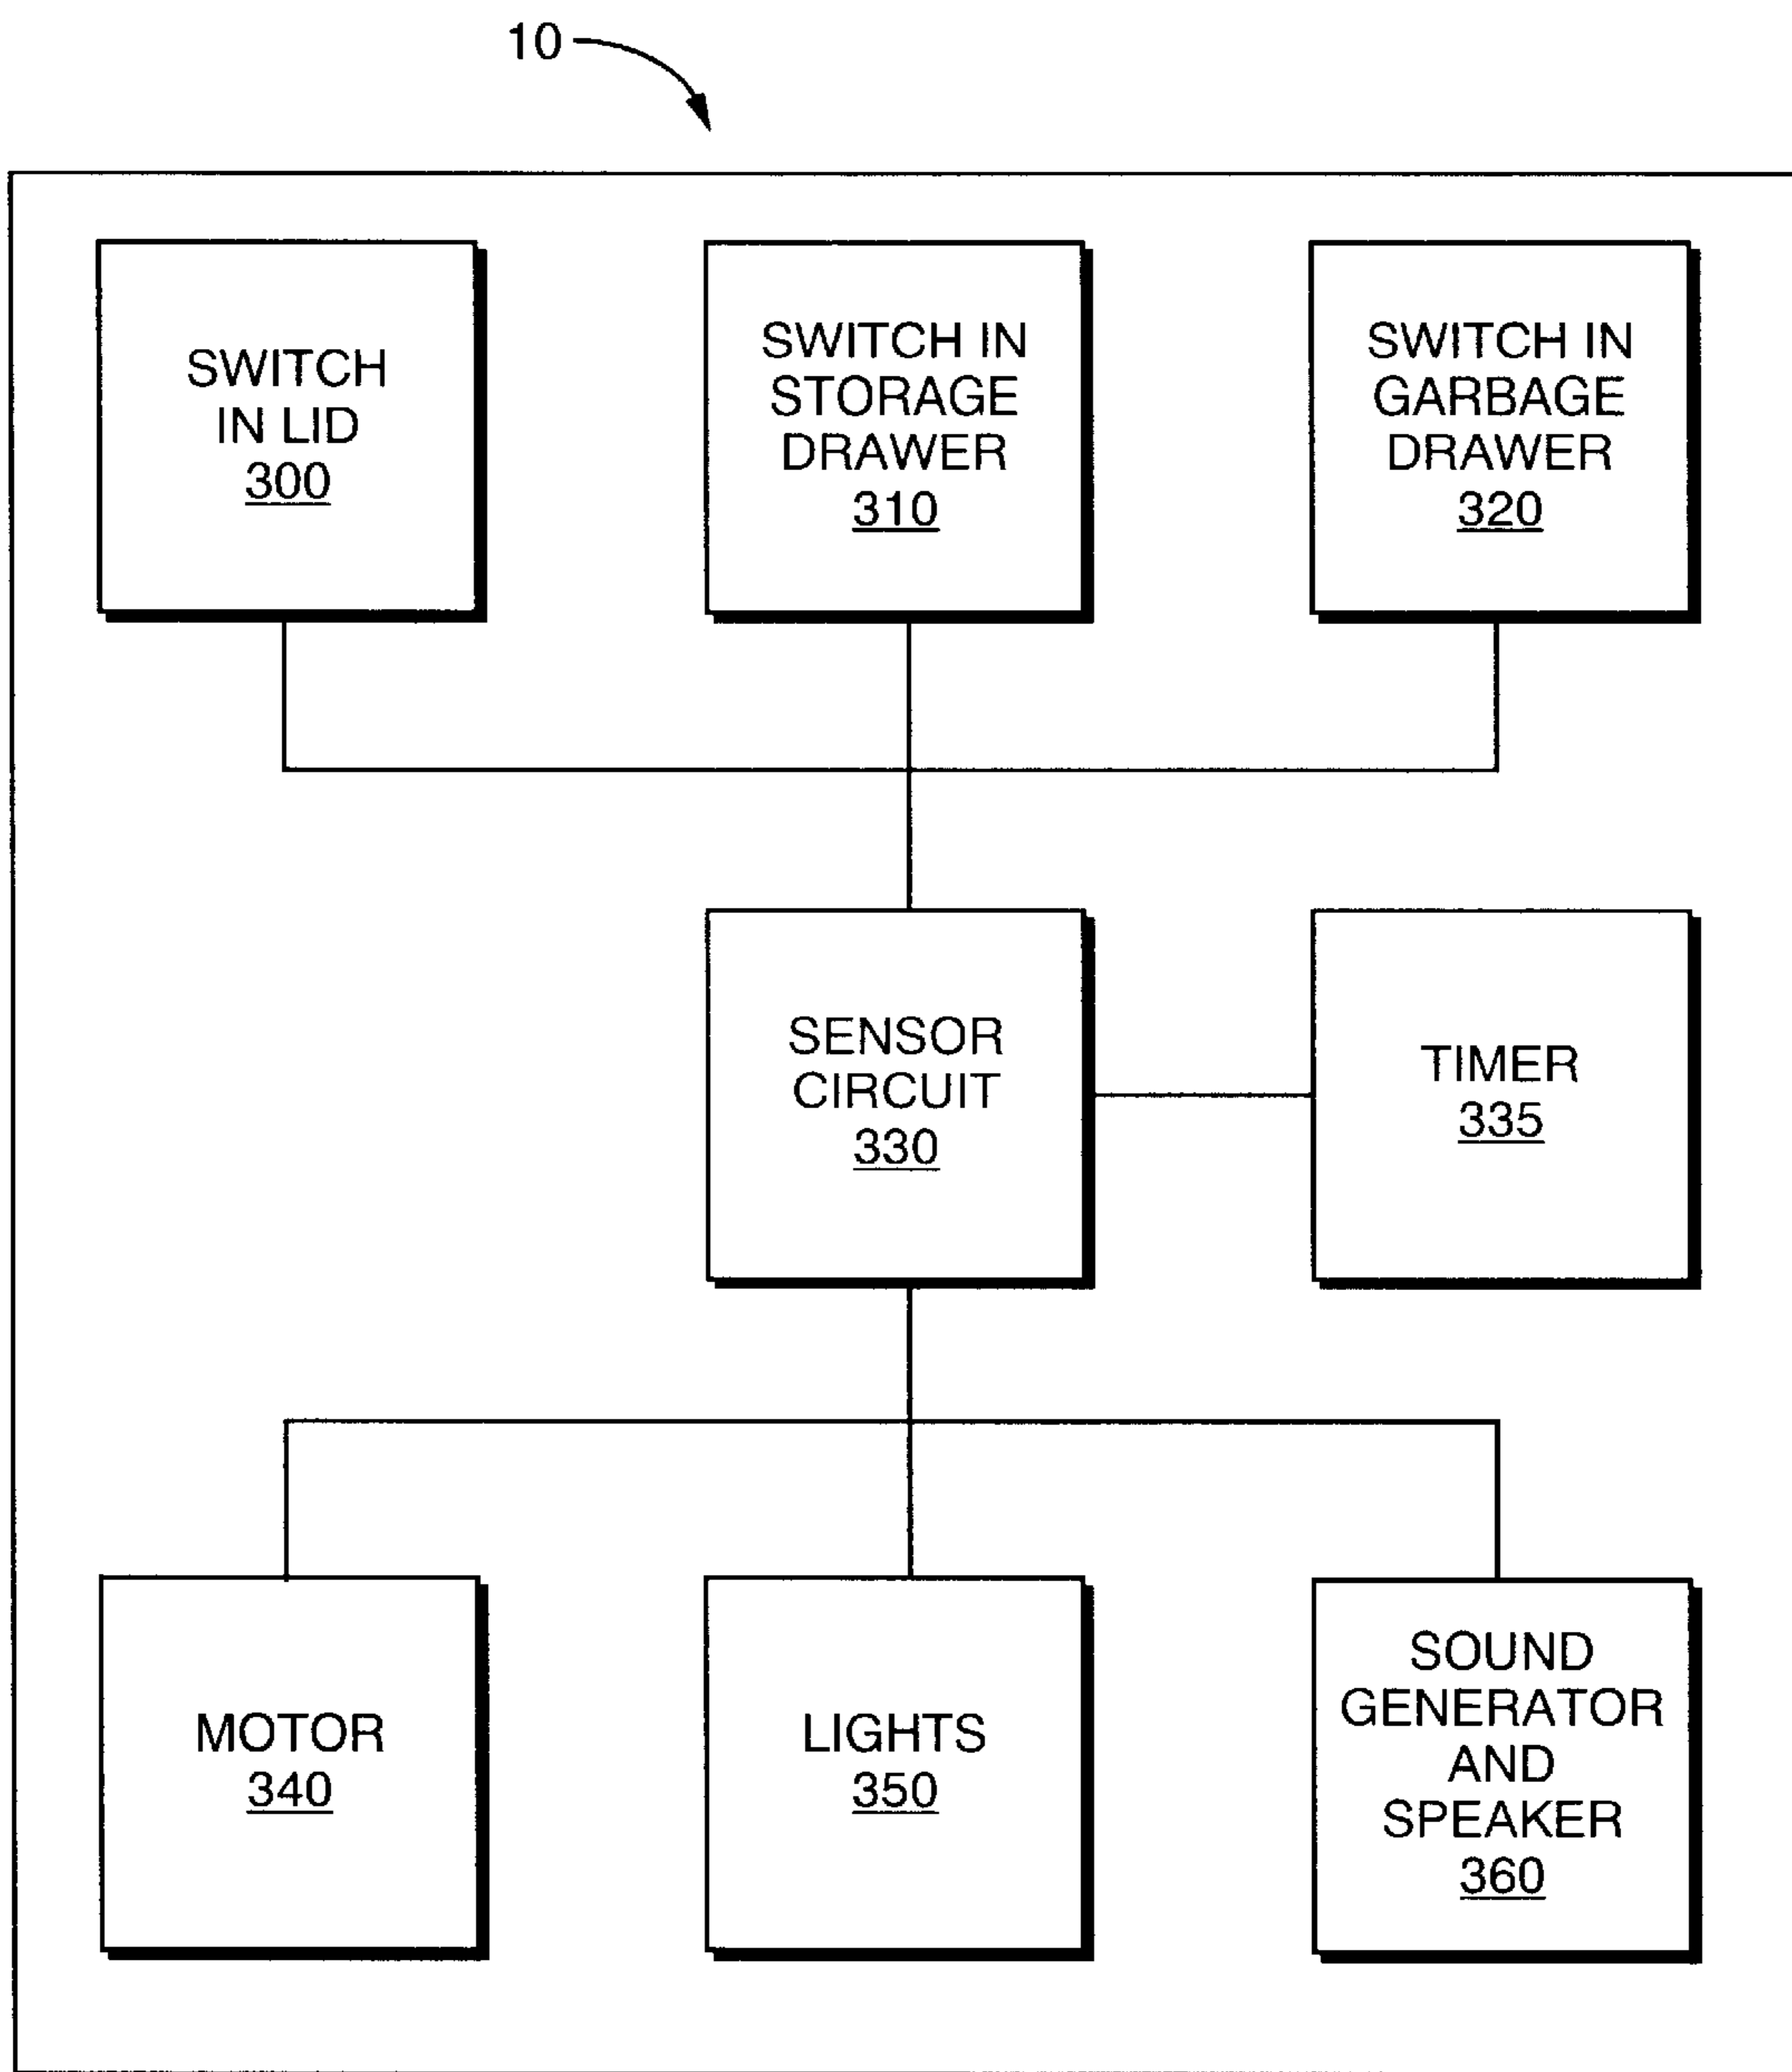 10
SWITCH
IN LID
300
SWITCH IN
STORAGE
DRAWER
310
SWITCH IN
GARBAGE
DRAWER
320
SENSOR
CIRCUIT
330
TIMER
335
MOTOR
340
LIGHTS
350
SOUND
GENERATOR
AND
SPEAKER
360